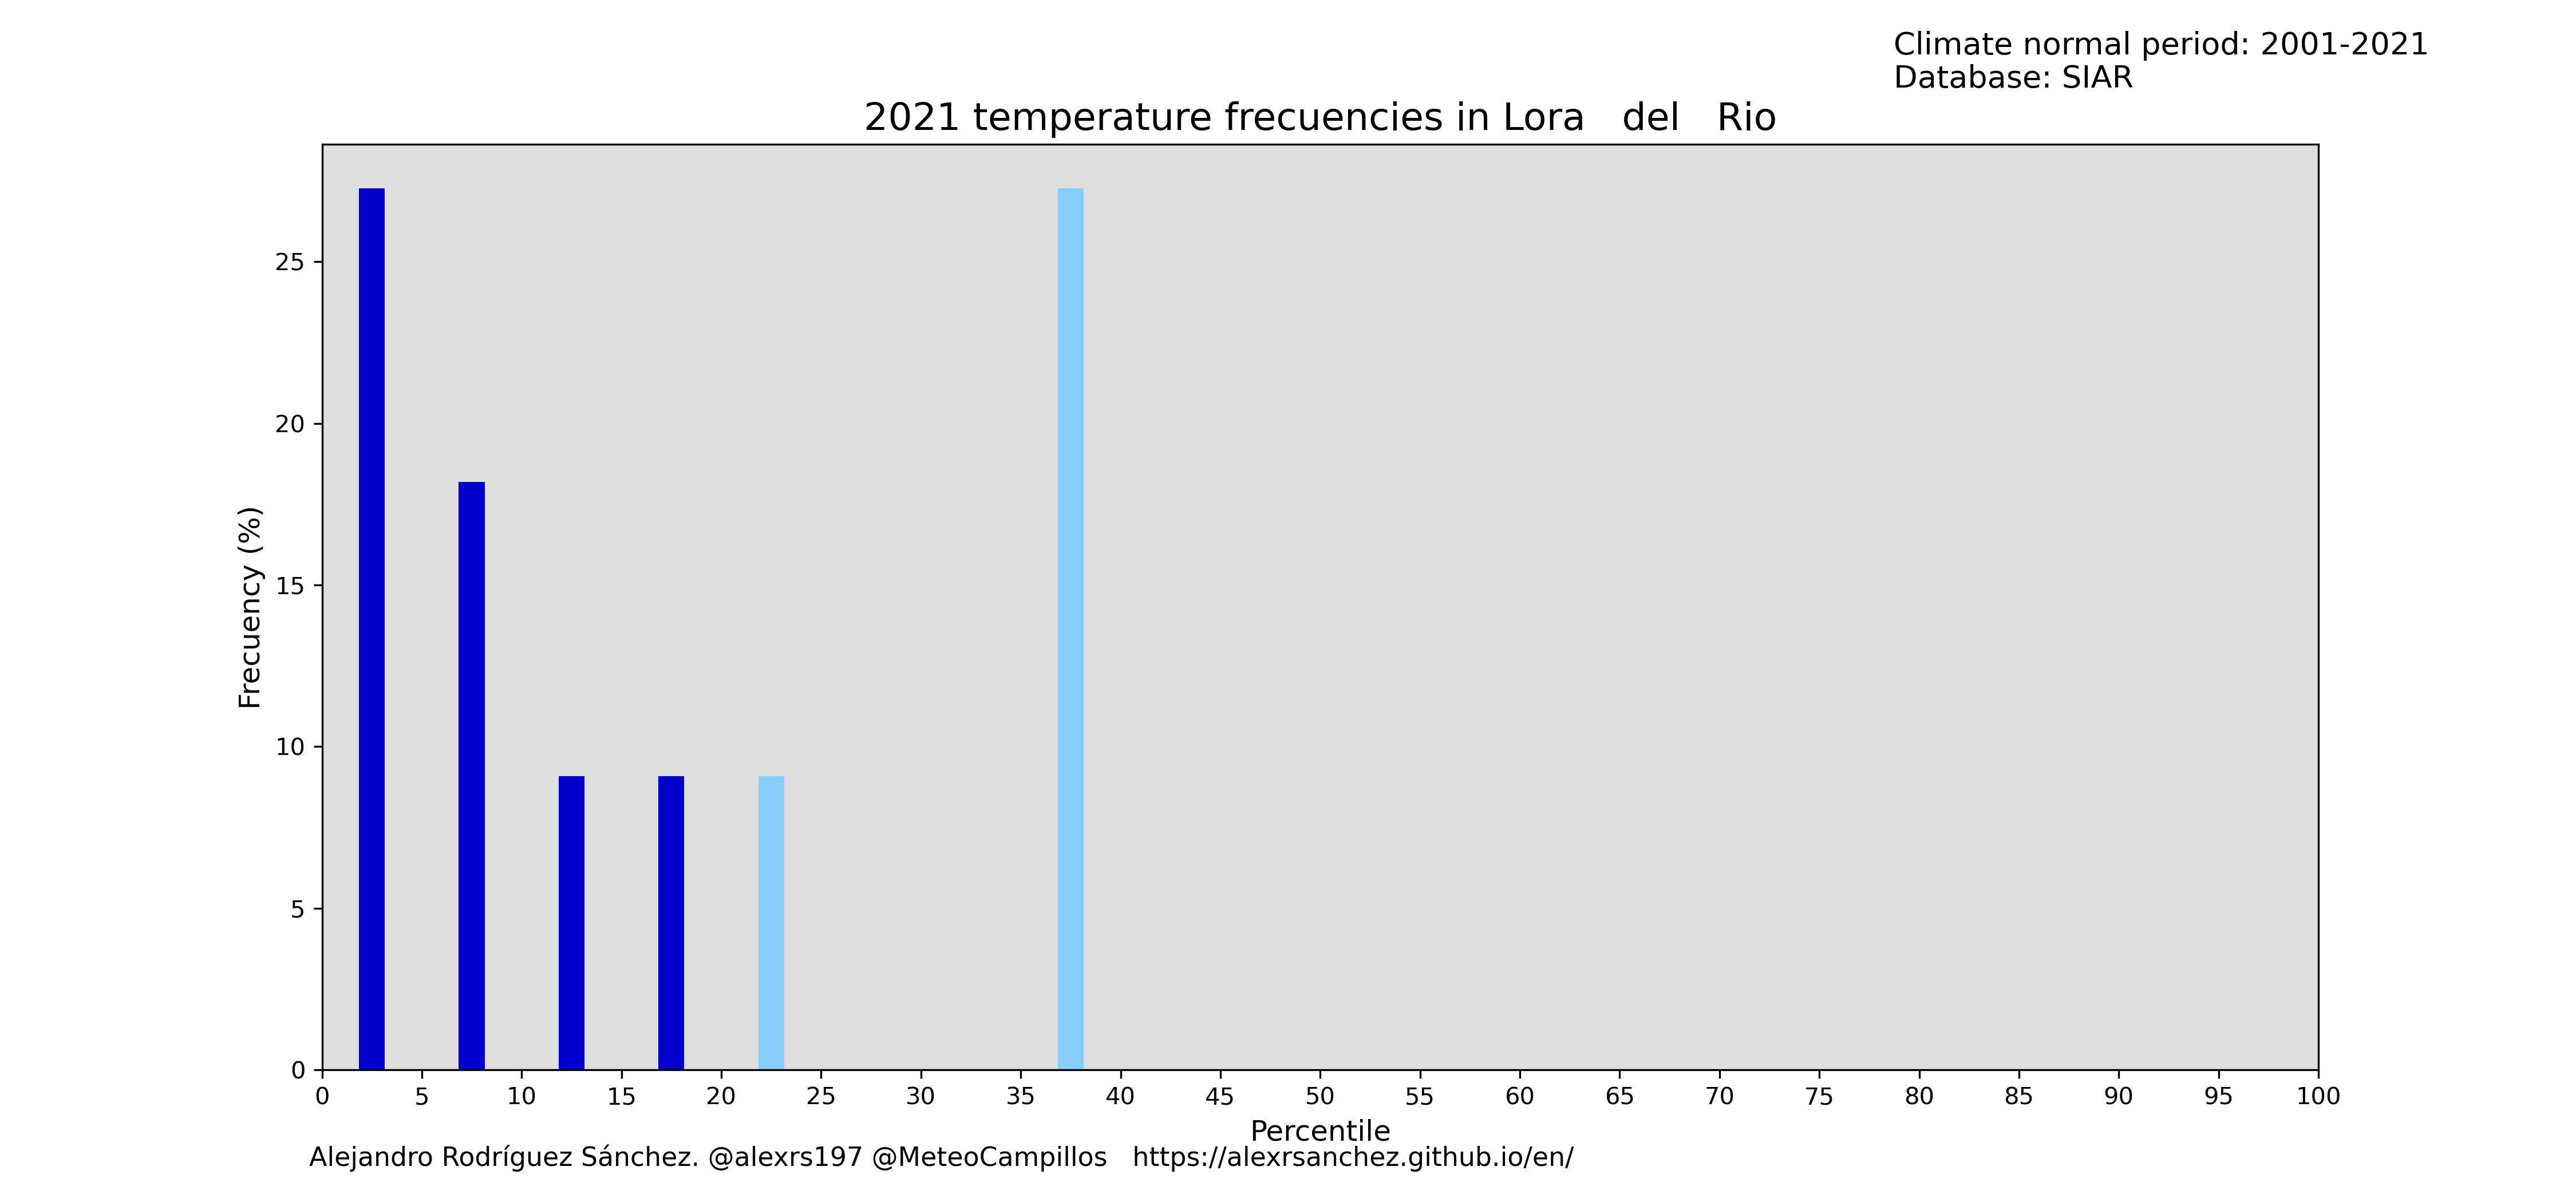 Climate normal period: 2001-2021
Database: SIAR
2021 temperature frecuencies in Lora   del   Rio
Frecuency (%)
25
20
15
10
5
0
0 5 10 15 20 25 30 35 40 45 50 55 60 65 70 75 80 85 90 95 100
Percentile
Alejandro Rodríguez Sánchez. @alexrs197 @MeteoCampillos   https://alexrsanchez.github.io/en/